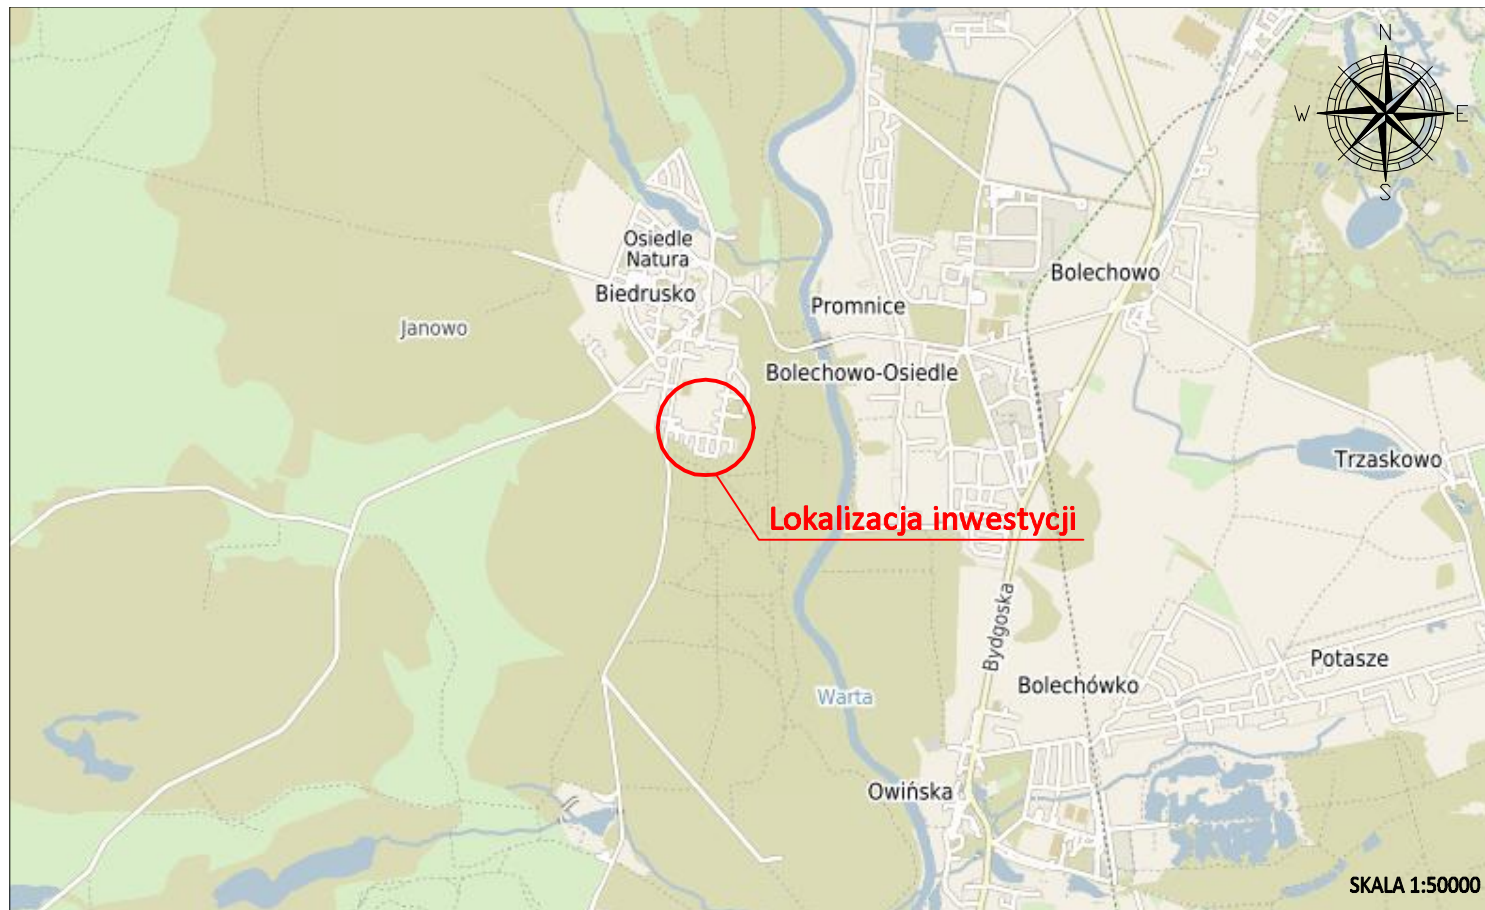 N
W
E
S
Osiedle
Natura
Biedrusko
Janowo
Promnice
Bolechowo
Bolechowo-Osiedle
Trzaskowo
Lokalizacja inwestycji
Bydgoska
Potasze
Bolechówko
Warta
Owińska
SKALA 1:50000